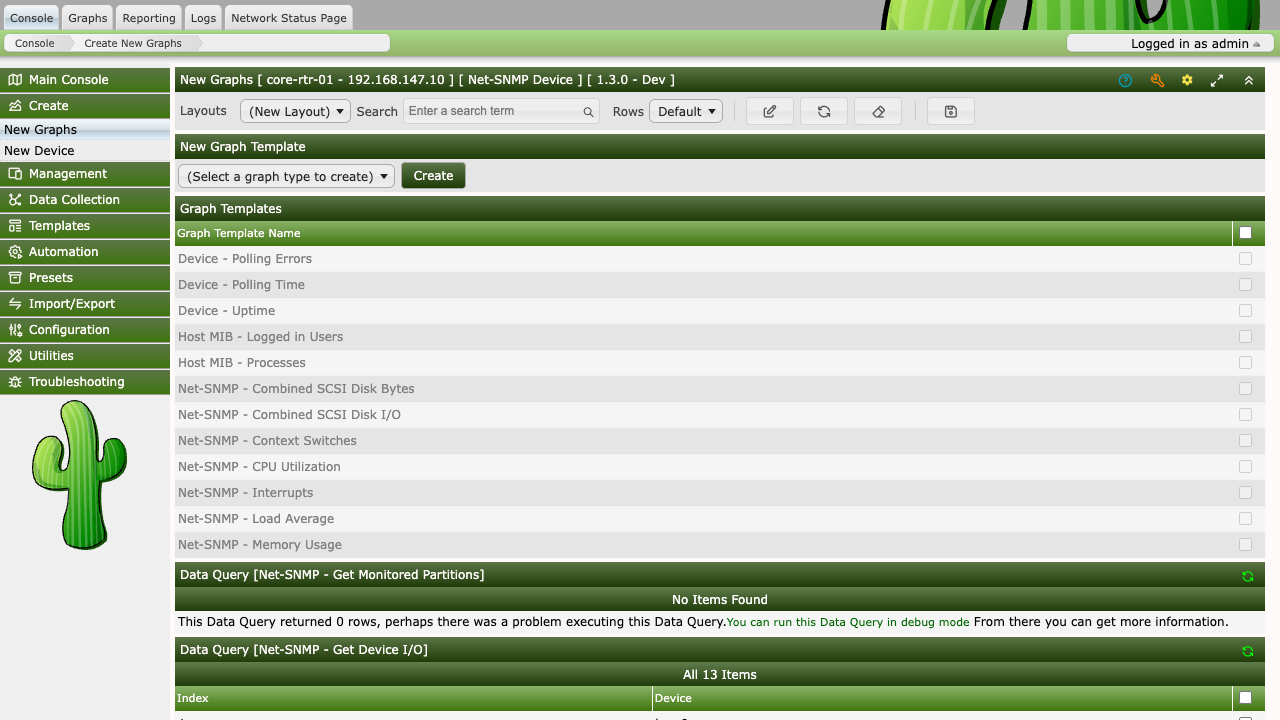 Console
Graphs
Reporting
Logs
Network Status Page
Console
Create New Graphs
Logged in as admin
Main Console
Create
New Graphs
New Device
Management
Data Collection
Templates
Automation
Presets
Import/Export
Configuration
Utilities
Troubleshooting
New Graphs [ core-rtr-01 - 192.168.147.10 ] [ Net-SNMP Device ] [ 1.3.0 - Dev ]
Layouts (New Layout) Search Enter a search term Rows Default
New Graph Template
(Select a graph type to create) Create
Graph Templates
Graph Template Name
Device - Polling Errors
Device - Polling Time
Device - Uptime
Host MIB - Logged in Users
Host MIB - Processes
Net-SNMP - Combined SCSI Disk Bytes
Net-SNMP - Combined SCSI Disk I/O
Net-SNMP - Context Switches
Net-SNMP - CPU Utilization
Net-SNMP - Interrupts
Net-SNMP - Load Average
Net-SNMP - Memory Usage
Data Query [Net-SNMP - Get Monitored Partitions]
No Items Found
This Data Query returned 0 rows, perhaps there was a problem executing this Data Query.You can run this Data Query in debug mode From there you can get more information.
Data Query [Net-SNMP - Get Device I/O]
All 13 Items
Index Device